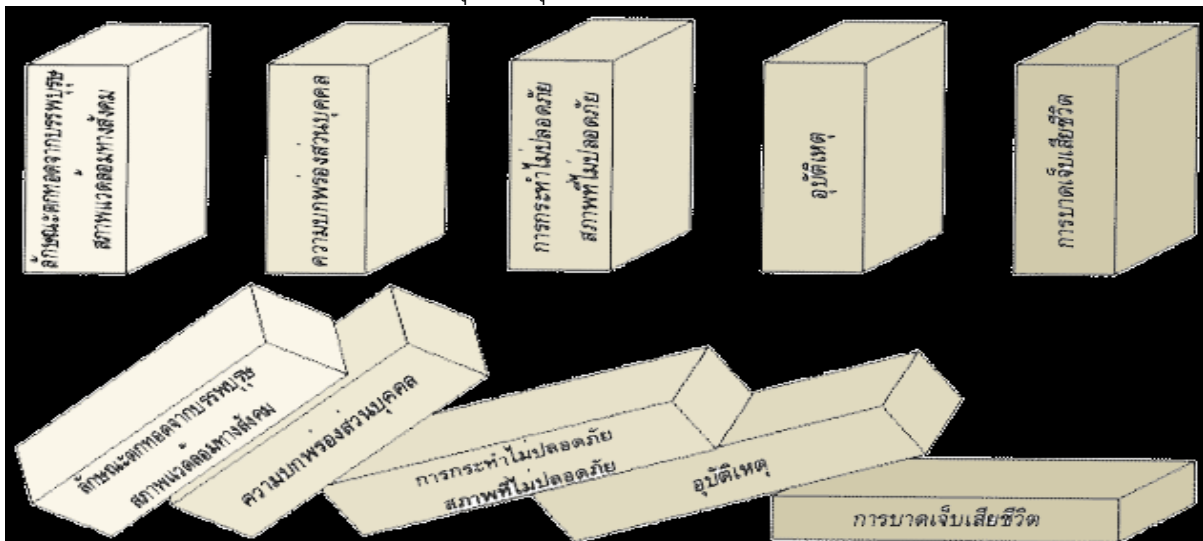 ลักษณะตกทอดจากบรรพบุรุษ
สภาพแวดล้อมทางสังคม
ความบกพร่องส่วนบุคคล
การกระทำไม่ปลอดภัย
สภาพที่ไม่ปลอดภัย
อุบัติเหตุ
การบาดเจ็บเสียชีวิต
ลักษณะตกทอดจากบรรพบุรุษ
สภาพแวดล้อมทางสังคม
ความบกพร่องส่วนบุคคล
การกระทำไม่ปลอดภัย
สภาพที่ไม่ปลอดภัย
อุบัติเหตุ
การบาดเจ็บเสียชีวิต